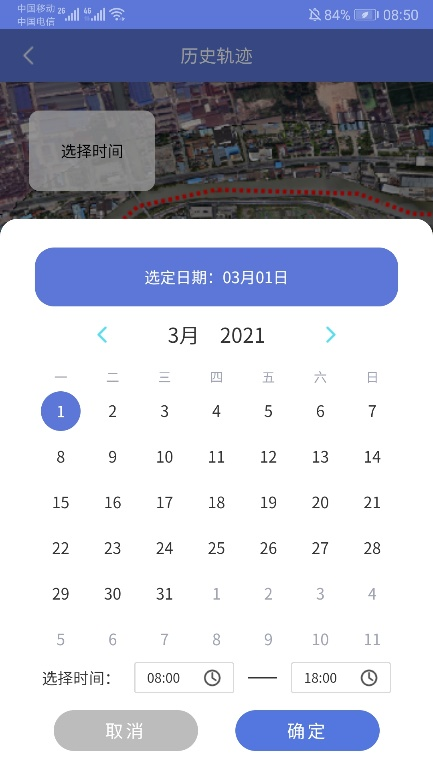 中国移动 2G 4G 84% 08:50
中国电信
历史轨迹
选择时间
选定日期：03月01日
3月 2021
一 二 三 四 五 六 日
1 2 3 4 5 6 7
8 9 10 11 12 13 14
15 16 17 18 19 20 21
22 23 24 25 26 27 28
29 30 31 1 2 3 4
5 6 7 8 9 10 11
选择时间： 08:00 18:00
取消 确定